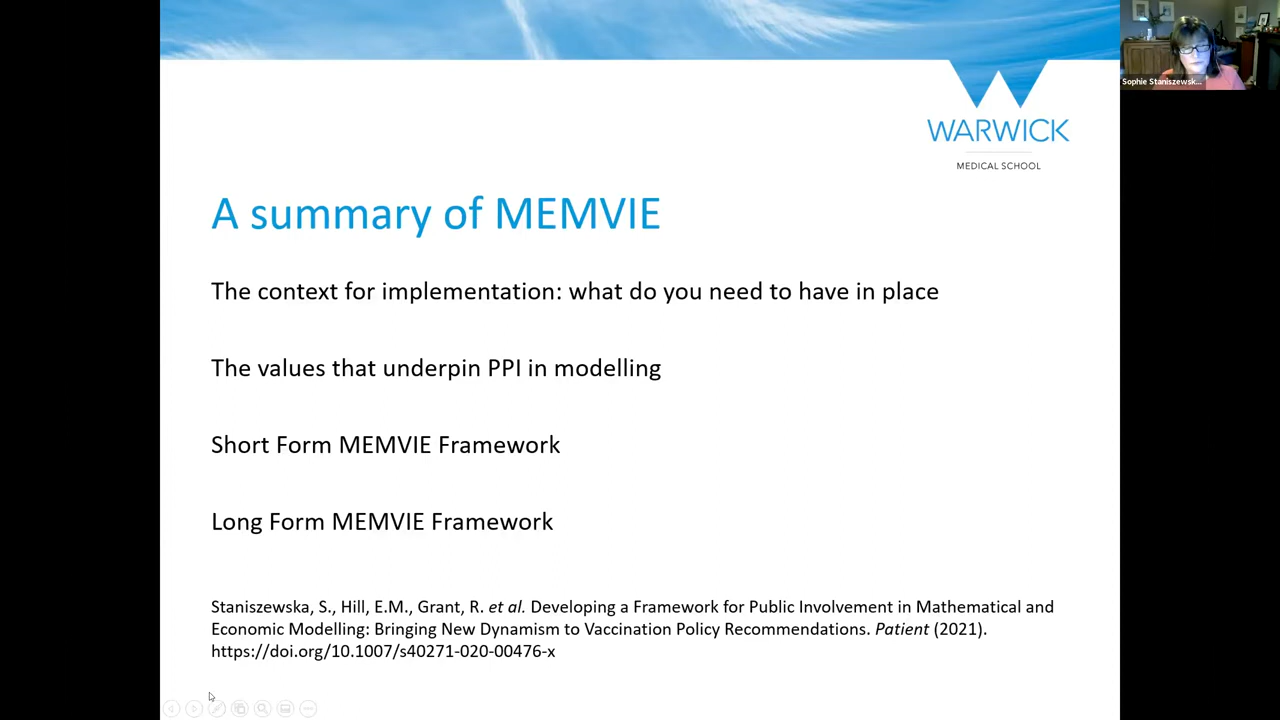 Sophie Staniszewsk...
WARWICK
MEDICAL SCHOOL
A summary of MEMVIE
The context for implementation: what do you need to have in place
The values that underpin PPI in modelling
Short Form MEMVIE Framework
Long Form MEMVIE Framework
Staniszewska, S., Hill, E.M., Grant, R. et al. Developing a Framework for Public Involvement in Mathematical and
Economic Modelling: Bringing New Dynamism to Vaccination Policy Recommendations. Patient (2021).
https://doi.org/10.1007/s40271-020-00476-x